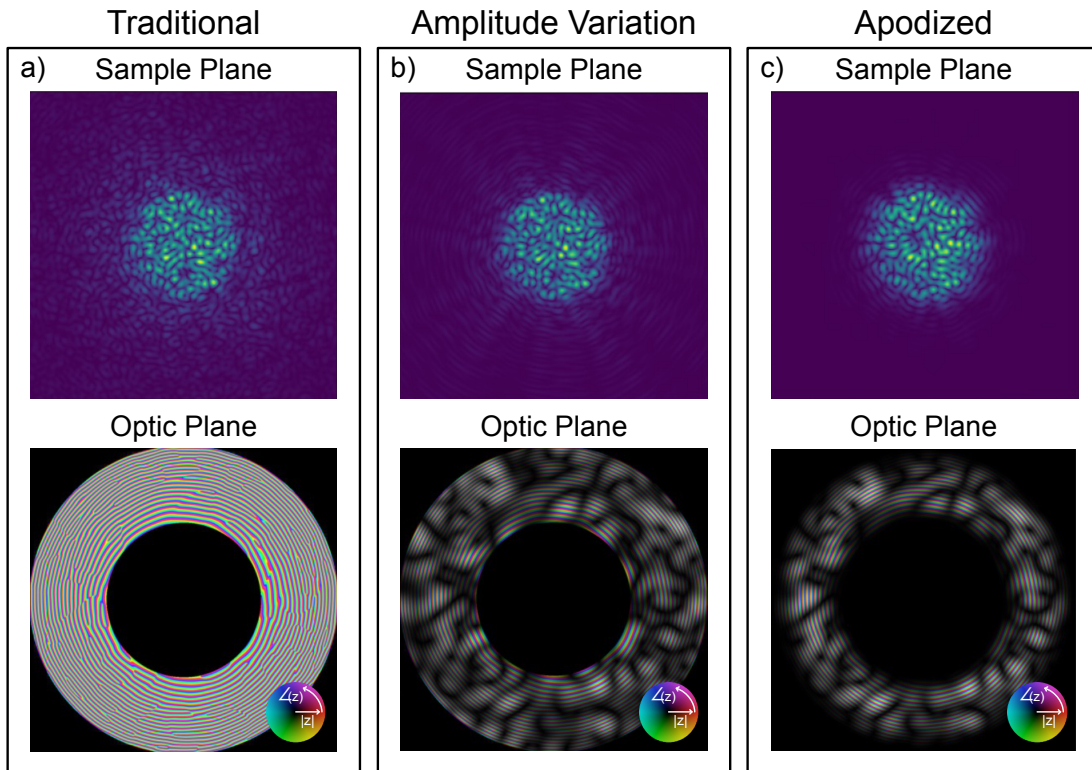 Traditional
Amplitude Variation
Apodized
a)
Sample Plane
b)
Sample Plane
c)
Sample Plane
Optic Plane
Optic Plane
Optic Plane
∠(z)
|z|
∠(z)
|z|
∠(z)
|z|